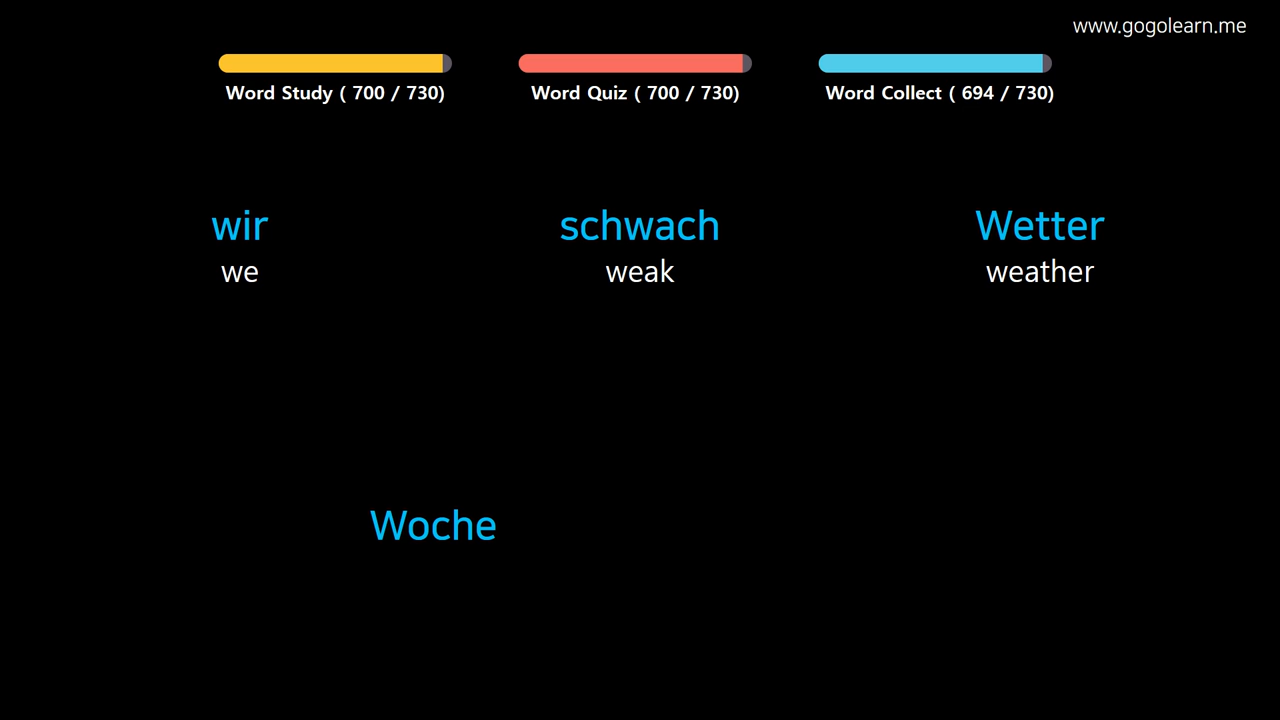 www.gogolearn.me
Word Study ( 700 / 730)
Word Quiz ( 700 / 730)
Word Collect ( 694 / 730)
wir
we
schwach
weak
Wetter
weather
Woche